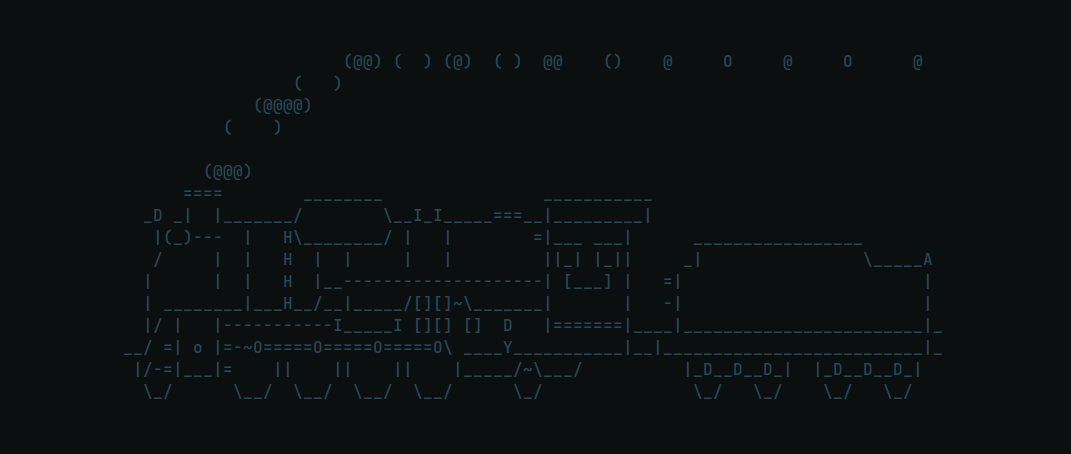 (@@) (  ) (@)  ( )  @@    ()    @     O     @     O      @
                 (   )
             (@@@@)
          (    )

        (@@@)
      ====        ________                ___________
  _D _|  |_______/        \__I_I_____===__|_________|
   |(_)---  |   H\________/ |   |        =|___ ___|      _________________
   /     |  |   H  |  |     |   |         ||_| |_||     _|                \_____A
  |      |  |   H  |__--------------------| [___] |   =|                        |
  | ________|___H__/__|_____/[][]~\_______|       |   -|                        |
  |/ |   |-----------I_____I [][] []  D   |=======|____|________________________|_
__/ =| o |=-~O=====O=====O=====O\ ____Y___________|__|__________________________|_
 |/-=|___|=    ||    ||    ||    |_____/~\___/          |_D__D__D_|  |_D__D__D_|
  \_/      \__/  \__/  \__/  \__/      \_/               \_/   \_/    \_/   \_/